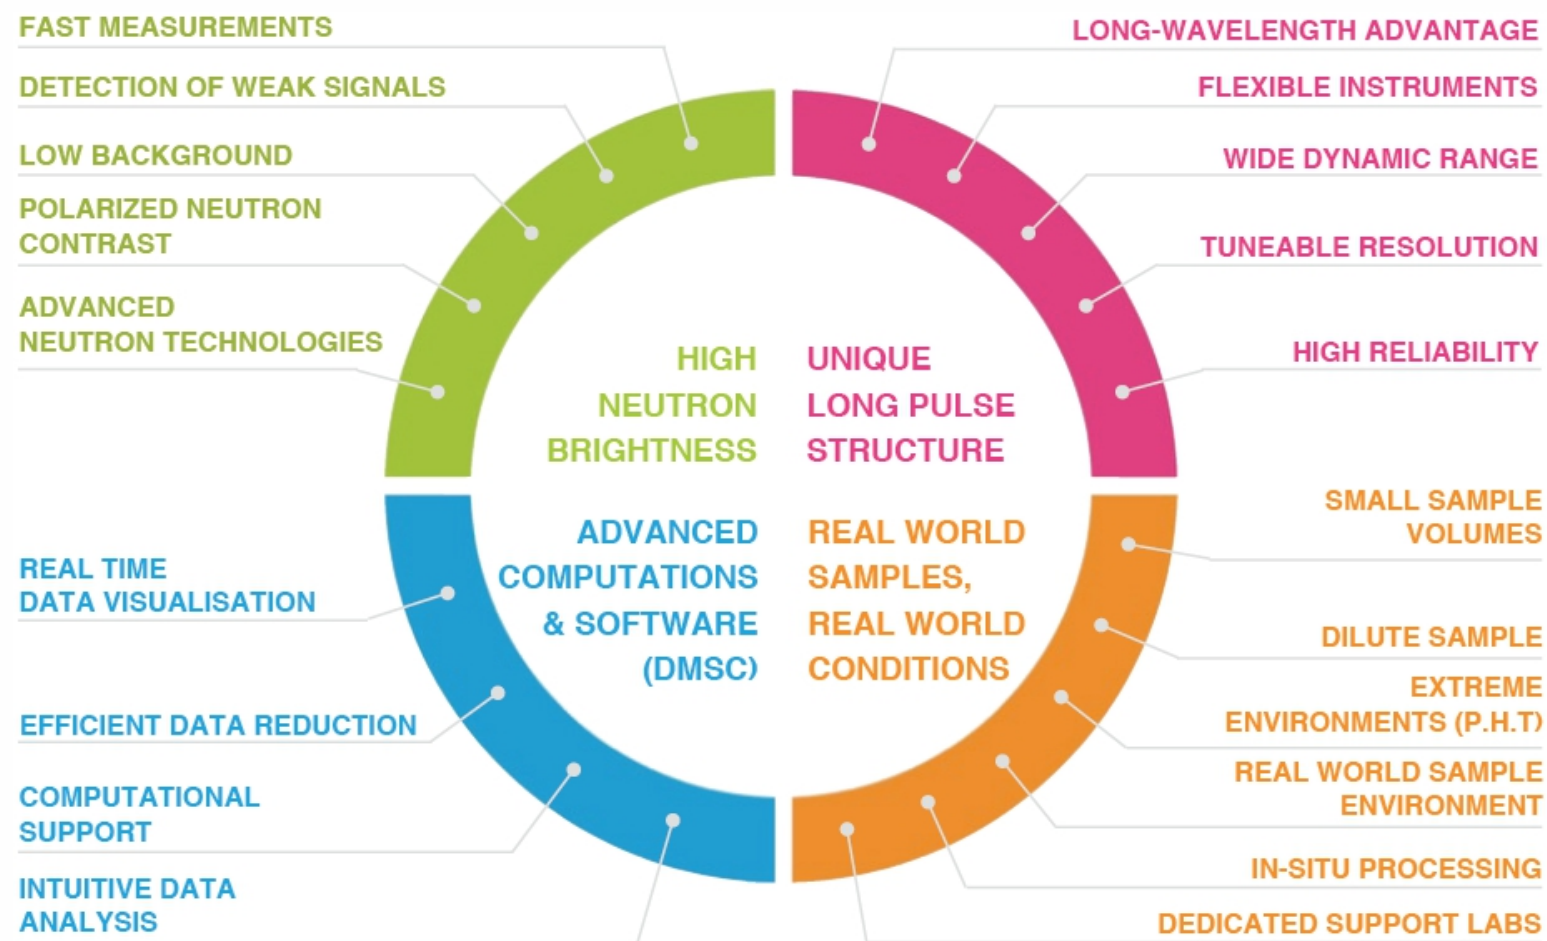 FAST MEASUREMENTS
DETECTION OF WEAK SIGNALS
LOW BACKGROUND
POLARIZED NEUTRON
CONTRAST
ADVANCED
NEUTRON TECHNOLOGIES
LONG-WAVELENGTH ADVANTAGE
FLEXIBLE INSTRUMENTS
WIDE DYNAMIC RANGE
TUNEABLE RESOLUTION
HIGH RELIABILITY
HIGH
NEUTRON
BRIGHTNESS
UNIQUE
LONG PULSE
STRUCTURE
ADVANCED
COMPUTATIONS
& SOFTWARE
(DMSC)
REAL WORLD
SAMPLES,
REAL WORLD
CONDITIONS
REAL TIME
DATA VISUALISATION
EFFICIENT DATA REDUCTION
COMPUTATIONAL
SUPPORT
INTUITIVE DATA
ANALYSIS
SMALL SAMPLE
VOLUMES
DILUTE SAMPLE
EXTREME
ENVIRONMENTS (P.H.T)
REAL WORLD SAMPLE
ENVIRONMENT
IN-SITU PROCESSING
DEDICATED SUPPORT LABS